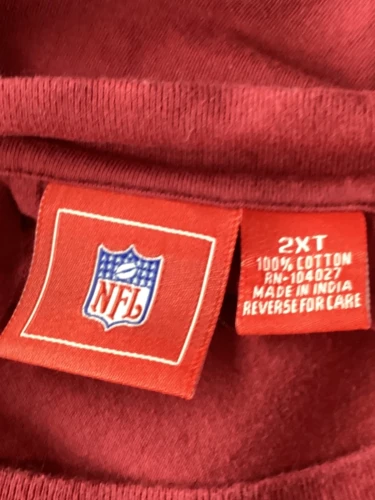 NFL
2XT
100% COTTON
RN-104027
MADE IN INDIA
REVERSE FOR CARE